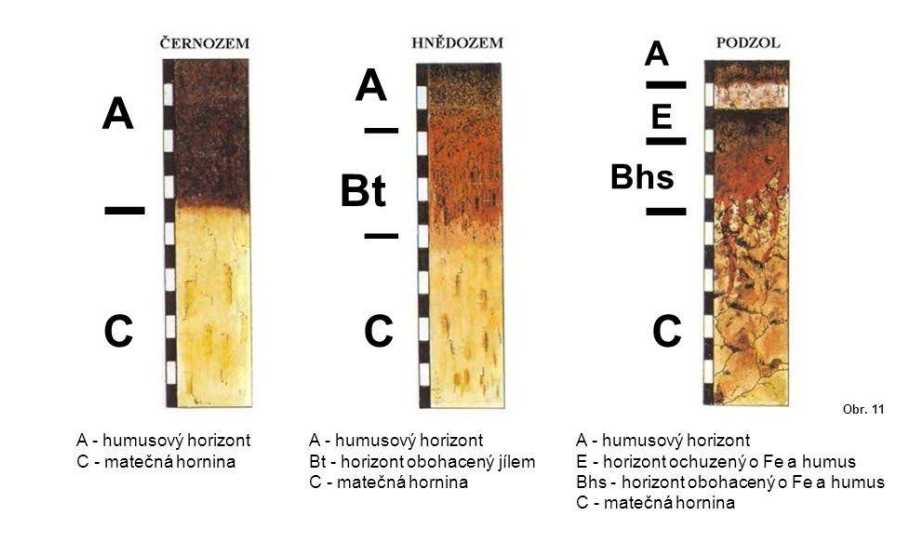 ČERNOZEM
A
C
A - humusový horizont
C - matečná hornina
HNĚDOZEM
A
Bt
C
A - humusový horizont
Bt - horizont obohacený jílem
C - matečná hornina
PODZOL
A
E
Bhs
C
Obr. 11
A - humusový horizont
E - horizont ochuzený o Fe a humus
Bhs - horizont obohacený o Fe a humus
C - matečná hornina